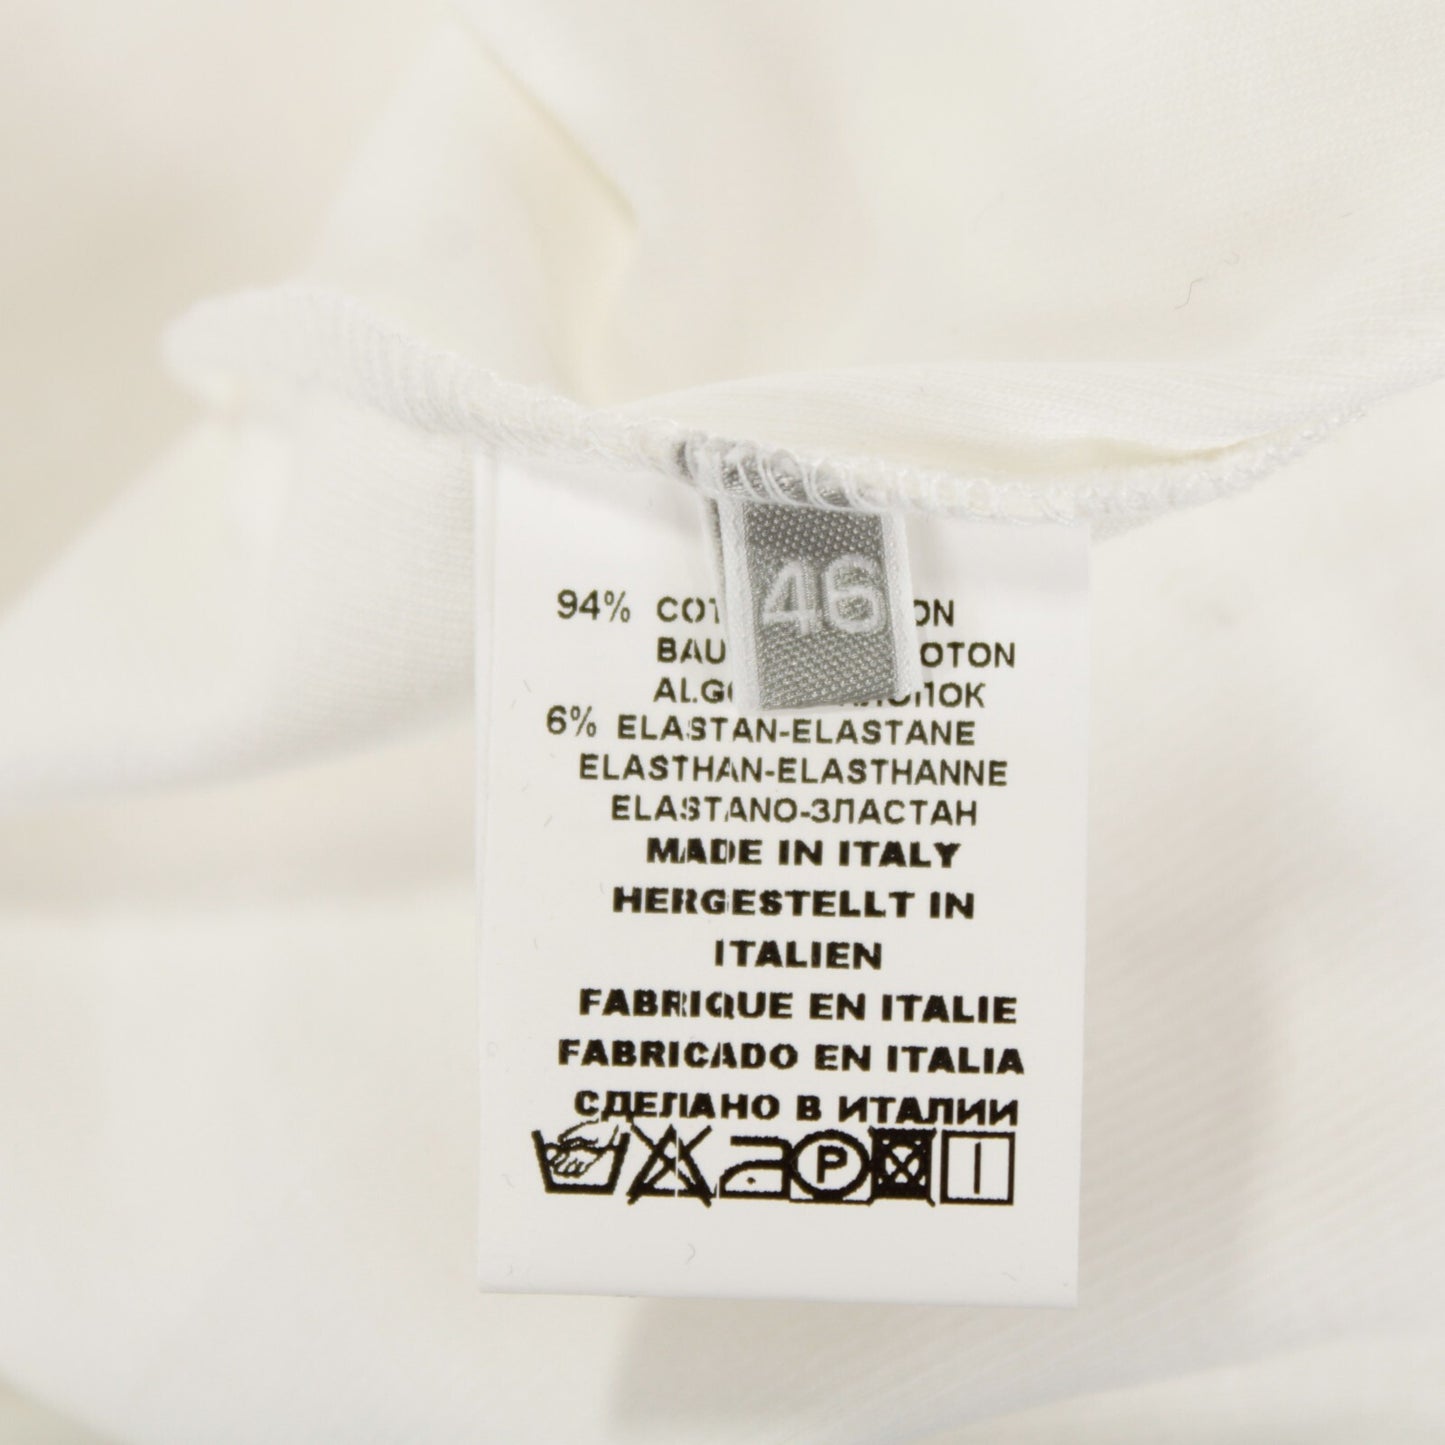 46
94%
6% ELASTAN-ELASTANE
ELASTHAN-ELASTHANNE
ELASTANO-ЗЛАСТАН
MADE IN ITALY
HERGESTELLT IN
ITALIEN
FABRIQUE EN ITALIE
FABRICADO EN ITALIA
СДЕЛАНО В ИТАЛИИ
P